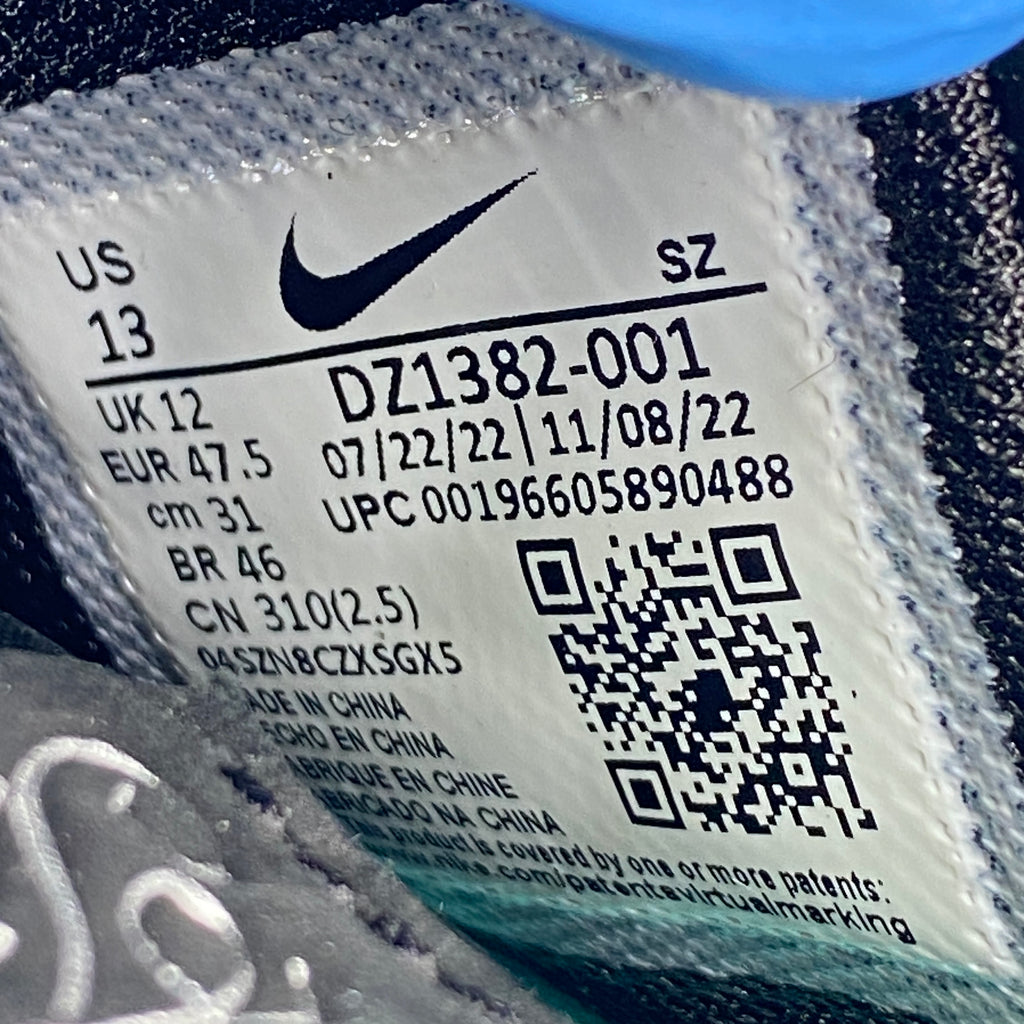 US
13
SZ
UK 12
EUR 47.5
cm 31
BR 46
CN 310(2.5)
04SZN8CZXSGX5
DZ1382-001
07/22/22|11/08/22
UPC 00196605890488
ADE IN CHINA
ECHO EN CHINA
ABRIQUE EN CHINE
BRICADO NA CHINA
product is covered by one or more patents:
www.nike.com/patentavirtualmarking